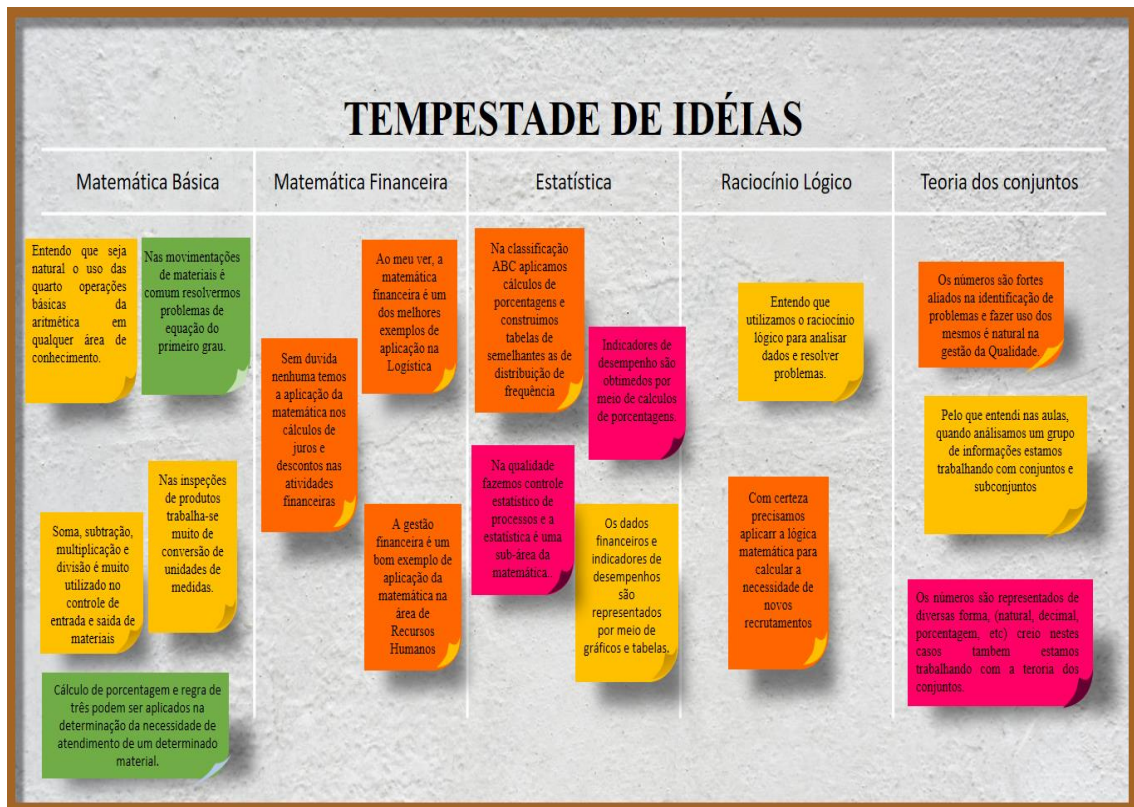 TEMPESTADE DE IDÉIAS
Matemática Básica
Matemática Financeira
Estatística
Raciocínio Lógico
Teoria dos conjuntos
Entendo que seja
natural o uso das
quarto operações
básicas da
aritmética em
qualquer área de
conhecimento.
Nas movimentações
de materiais é
comum resolvermos
problemas de
equação do
primeiro grau.
Soma, subtração,
multiplicação e
divisão é muito
utilizado no
controle de
entrada e saída de
materiais
Nas inspeções
de produtos
trabalha-se
muito de
conversão de
unidades de
medidas.
Cálculo de porcentagem e regra de
três podem ser aplicados na
determinação da necessidade de
atendimento de um determinado
material.
Ao meu ver, a
matemática
financeira é um
dos melhores
exemplos de
aplicação na
Logística
Sem duvida
nenhuma temos
a aplicação da
matemática nos
cálculos de
juros e
descontos nas
atividades
financeiras
A gestão
financeira é um
bom exemplo de
aplicação da
matemática na
área de
Recursos
Humanos
Na classificação
ABC aplicamos
cálculos de
porcentagens e
construimos
tabelas de
semelhantes as de
distribuição de
frequência
Indicadores de
desempenho são
obtimedos por
meio de calculos
de porcentagens.
Na qualidade
fazemos controle
estatístico de
processos e a
estatística é uma
sub-área da
matemática..
Os dados
financeiros e
indicadores de
desempenhos
são
representados
por meio de
gráficos e tabelas.
Entendo que
utilizamos o raciocínio
lógico para analisar
dados e resolver
problemas.
Com certeza
precisamos
aplicarr a lógica
matemática para
calcular a
necessidade de
novos
recrutamentos
Os números são fortes
aliados na identificação de
problemas e fazer uso dos
mesmos é natural na
gestão da Qualidade.
Pelo que entendi nas aulas,
quando análisamos um grupo
de informações estamos
trabalhando com conjuntos e
subconjuntos
Os números são representados de
diversas forma, (natural, decimal,
porcentagem, etc) creio nestes
casos tambem estamos
trabalhando com a teroria dos
conjuntos.